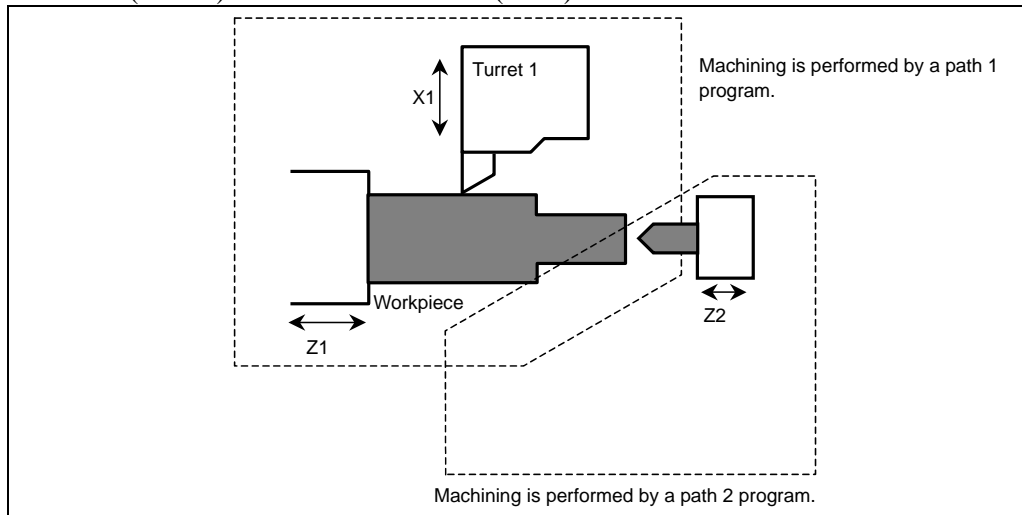 Turret 1
X1
Machining is performed by a path 1
program.
Workpiece
Z1
Z2
Machining is performed by a path 2 program.